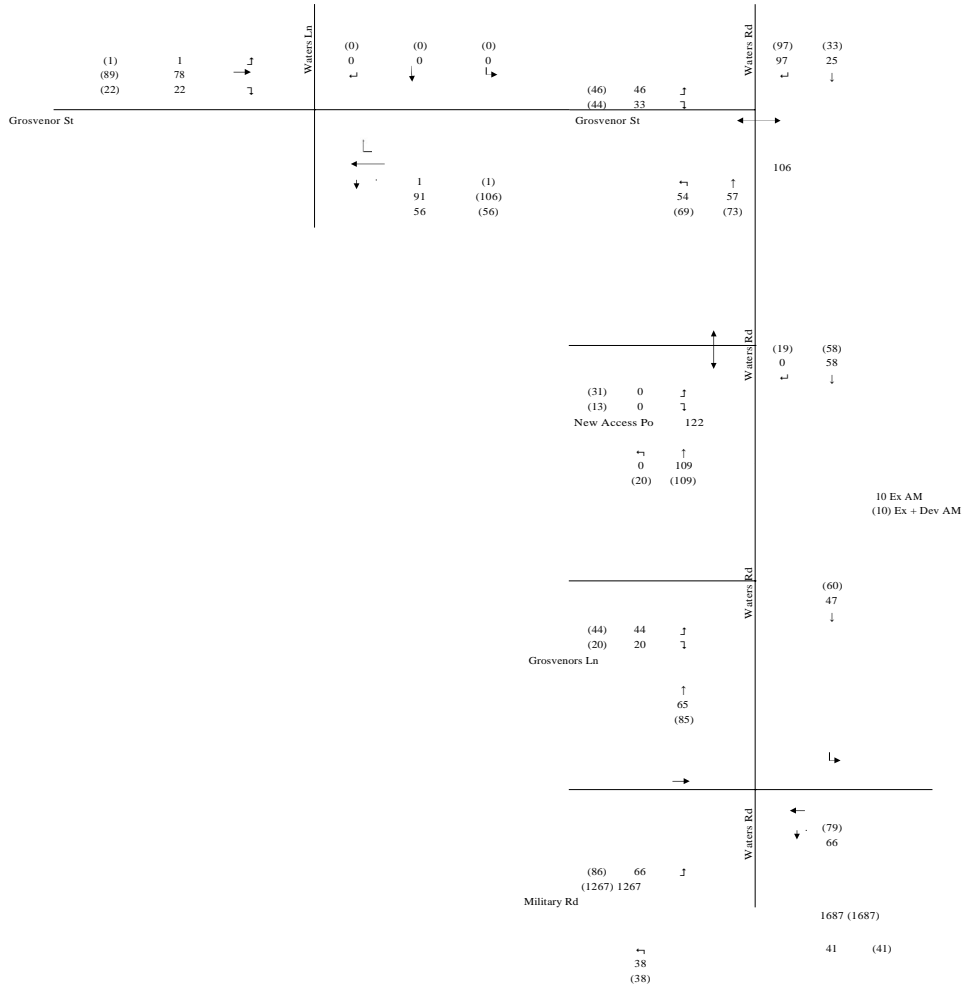 Waters Ln
(0) (0) (0)
0 0 0
↵ ↓ ↳
(1) 1
(89) 78 →
(22) 22
Grosvenor St
←
1 (1)
91 (106)
56 (56)
Waters Rd
(97) (33)
97 25
↵ ↓
(46) 46
(44) 33
Grosvenor St
106
↰ ↑
54 57
(69) (73)
Waters Rd
(19) (58)
0 58
↵ ↓
(31) 0
(13) 0
New Access Po 122
↰ ↑
0 109
(20) (109)
10 Ex AM
(10) Ex + Dev AM
Waters Rd
(60)
47
↓
(44) 44
(20) 20
Grosvenors Ln
↑
65
(85)
Waters Rd
(79)
66
(86) 66
(1267) 1267
Military Rd
1687 (1687)
41 (41)
↰
38
(38)